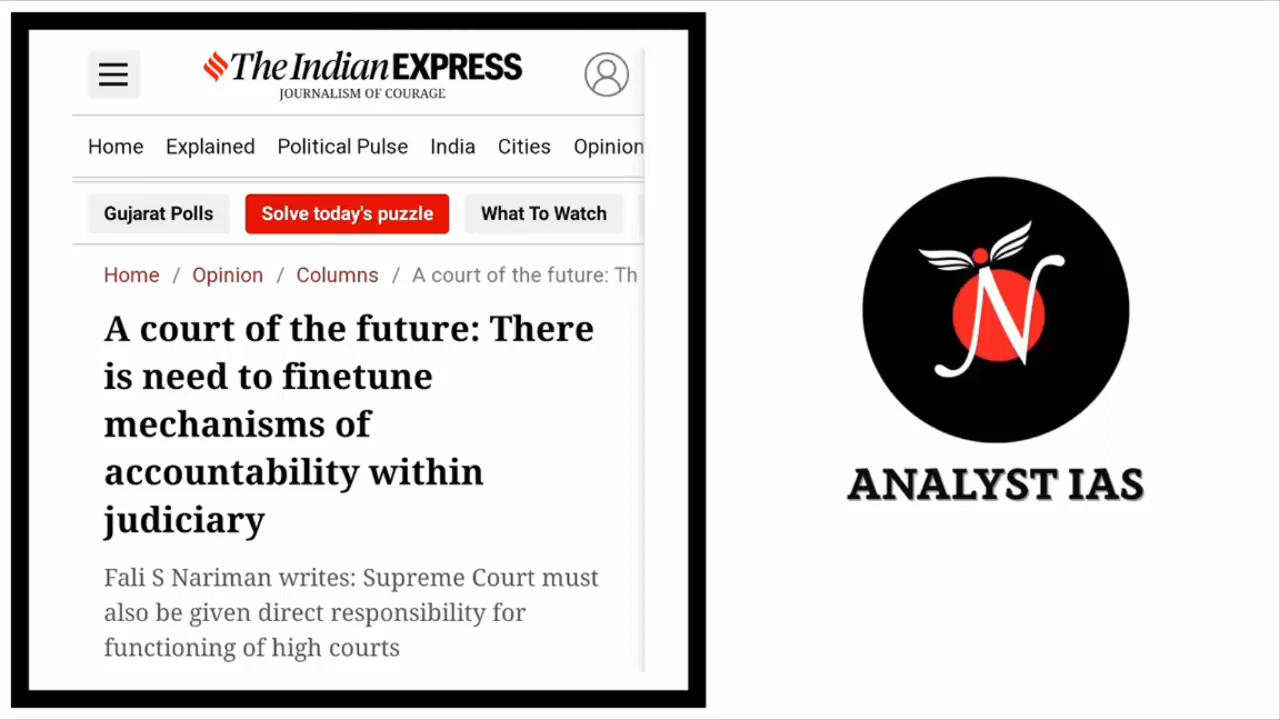 The Indian EXPRESS
JOURNALISM OF COURAGE
Home Explained Political Pulse India Cities Opinion
Gujarat Polls Solve today's puzzle What To Watch
Home / Opinion / Columns / A court of the future: Th
A court of the future: There
is need to finetune
mechanisms of
accountability within
judiciary
Fali S Nariman writes: Supreme Court must
also be given direct responsibility for
functioning of high courts
N
ANALYST IAS